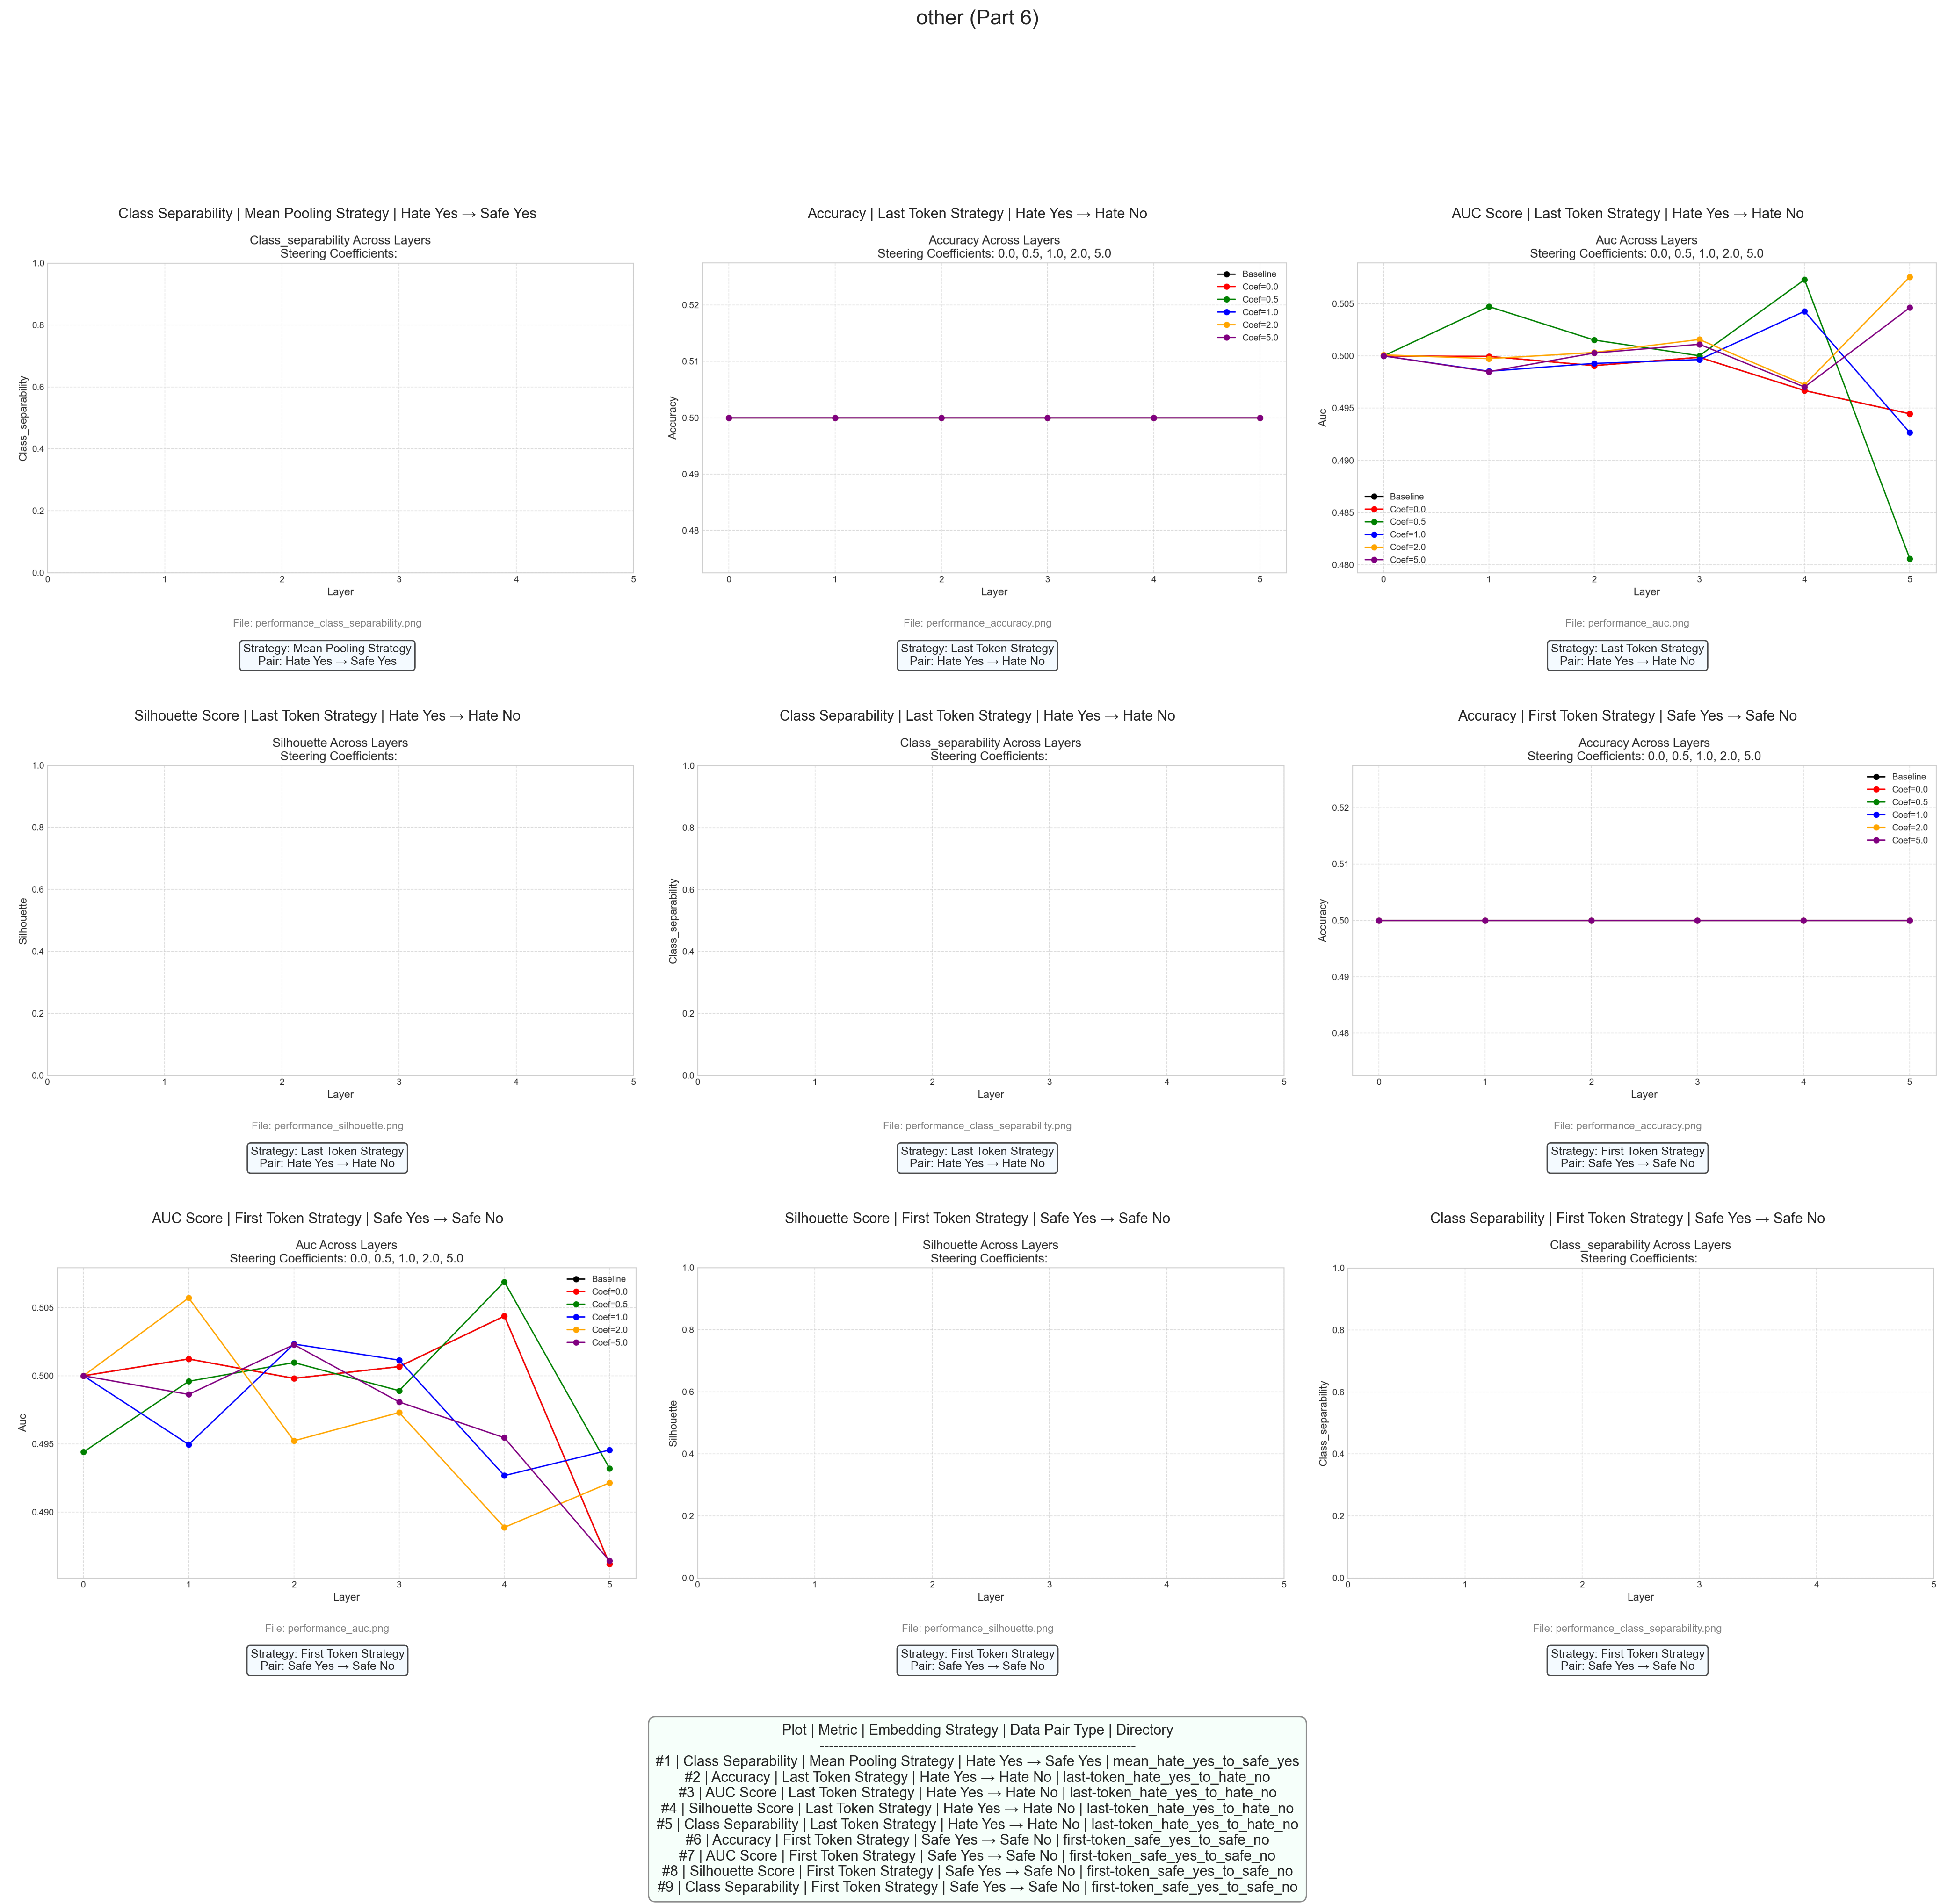 other (Part 6)
Class Separability | Mean Pooling Strategy | Hate Yes → Safe Yes
Class_separability Across Layers
Steering Coefficients:
1.0
0.8
0.6
0.4
0.2
0.0
Class_separability
0 1 2 3 4 5
Layer
File: performance_class_separability.png
Strategy: Mean Pooling Strategy
Pair: Hate Yes → Safe Yes
Accuracy | Last Token Strategy | Hate Yes → Hate No
Accuracy Across Layers
Steering Coefficients: 0.0, 0.5, 1.0, 2.0, 5.0
0.52
0.51
0.50
0.49
0.48
Accuracy
Baseline
Coef=0.0
Coef=0.5
Coef=1.0
Coef=2.0
Coef=5.0
0 1 2 3 4 5
Layer
File: performance_accuracy.png
Strategy: Last Token Strategy
Pair: Hate Yes → Hate No
AUC Score | Last Token Strategy | Hate Yes → Hate No
Auc Across Layers
Steering Coefficients: 0.0, 0.5, 1.0, 2.0, 5.0
0.505
0.500
0.495
0.490
0.485
0.480
Auc
Baseline
Coef=0.0
Coef=0.5
Coef=1.0
Coef=2.0
Coef=5.0
0 1 2 3 4 5
Layer
File: performance_auc.png
Strategy: Last Token Strategy
Pair: Hate Yes → Hate No
Silhouette Score | Last Token Strategy | Hate Yes → Hate No
Silhouette Across Layers
Steering Coefficients:
1.0
0.8
0.6
0.4
0.2
0.0
Silhouette
0 1 2 3 4 5
Layer
File: performance_silhouette.png
Strategy: Last Token Strategy
Pair: Hate Yes → Hate No
Class Separability | Last Token Strategy | Hate Yes → Hate No
Class_separability Across Layers
Steering Coefficients:
1.0
0.8
0.6
0.4
0.2
0.0
Class_separability
0 1 2 3 4 5
Layer
File: performance_class_separability.png
Strategy: Last Token Strategy
Pair: Hate Yes → Hate No
Accuracy | First Token Strategy | Safe Yes → Safe No
Accuracy Across Layers
Steering Coefficients: 0.0, 0.5, 1.0, 2.0, 5.0
0.52
0.51
0.50
0.49
0.48
Accuracy
Baseline
Coef=0.0
Coef=0.5
Coef=1.0
Coef=2.0
Coef=5.0
0 1 2 3 4 5
Layer
File: performance_accuracy.png
Strategy: First Token Strategy
Pair: Safe Yes → Safe No
AUC Score | First Token Strategy | Safe Yes → Safe No
Auc Across Layers
Steering Coefficients: 0.0, 0.5, 1.0, 2.0, 5.0
0.505
0.500
0.495
0.490
Auc
Baseline
Coef=0.0
Coef=0.5
Coef=1.0
Coef=2.0
Coef=5.0
0 1 2 3 4 5
Layer
File: performance_auc.png
Strategy: First Token Strategy
Pair: Safe Yes → Safe No
Silhouette Score | First Token Strategy | Safe Yes → Safe No
Silhouette Across Layers
Steering Coefficients:
1.0
0.8
0.6
0.4
0.2
0.0
Silhouette
0 1 2 3 4 5
Layer
File: performance_silhouette.png
Strategy: First Token Strategy
Pair: Safe Yes → Safe No
Class Separability | First Token Strategy | Safe Yes → Safe No
Class_separability Across Layers
Steering Coefficients:
1.0
0.8
0.6
0.4
0.2
0.0
Class_separability
0 1 2 3 4 5
Layer
File: performance_class_separability.png
Strategy: First Token Strategy
Pair: Safe Yes → Safe No
Plot | Metric | Embedding Strategy | Data Pair Type | Directory
------------------------------------------------------------------
#1 | Class Separability | Mean Pooling Strategy | Hate Yes → Safe Yes | mean_hate_yes_to_safe_yes
#2 | Accuracy | Last Token Strategy | Hate Yes → Hate No | last-token_hate_yes_to_hate_no
#3 | AUC Score | Last Token Strategy | Hate Yes → Hate No | last-token_hate_yes_to_hate_no
#4 | Silhouette Score | Last Token Strategy | Hate Yes → Hate No | last-token_hate_yes_to_hate_no
#5 | Class Separability | Last Token Strategy | Hate Yes → Hate No | last-token_hate_yes_to_hate_no
#6 | Accuracy | First Token Strategy | Safe Yes → Safe No | first-token_safe_yes_to_safe_no
#7 | AUC Score | First Token Strategy | Safe Yes → Safe No | first-token_safe_yes_to_safe_no
#8 | Silhouette Score | First Token Strategy | Safe Yes → Safe No | first-token_safe_yes_to_safe_no
#9 | Class Separability | First Token Strategy | Safe Yes → Safe No | first-token_safe_yes_to_safe_no